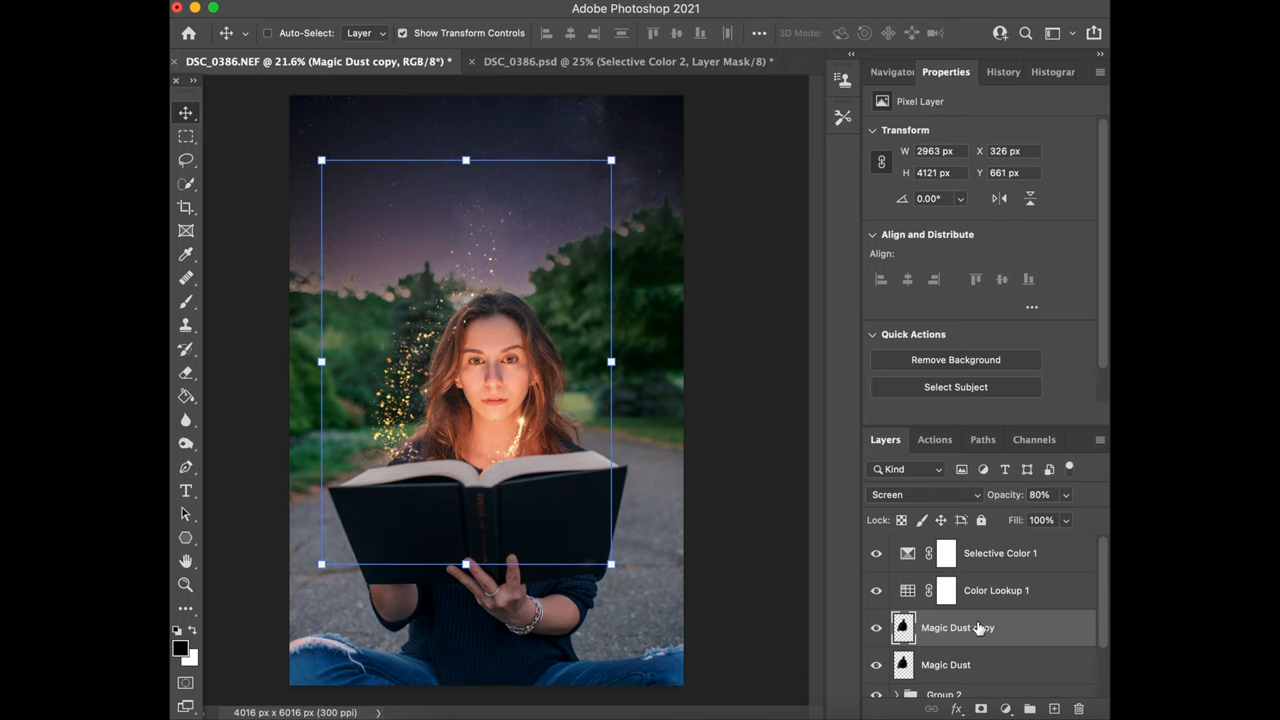 Adobe Photoshop 2021
Auto-Select: Layer Show Transform Controls 3D Mode:
DSC_0386.NEF @ 21.6% (Magic Dust copy, RGB/8*) * DSC_0386.psd @ 25% (Selective Color 2, Layer Mask/8) *
Navigator Properties History Histogram
Pixel Layer
Transform
W 2963 px X 326 px
H 4121 px Y 661 px
0.00°
Align and Distribute
Align:
Quick Actions
Remove Background
Select Subject
Layers Actions Paths Channels
Kind
Screen Opacity: 80%
Lock: Fill: 100%
Selective Color 1
Color Lookup 1
Magic Dust copy
Magic Dust
Group 2
4016 px x 6016 px (300 ppi)